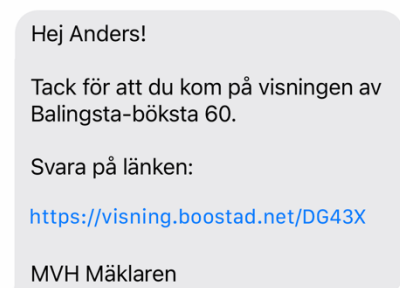 Hej Anders!
Tack för att du kom på visningen av
Balingsta-böksta 60.
Svara på länken:
https://visning.boostad.net/DG43X
MVH Mäklaren